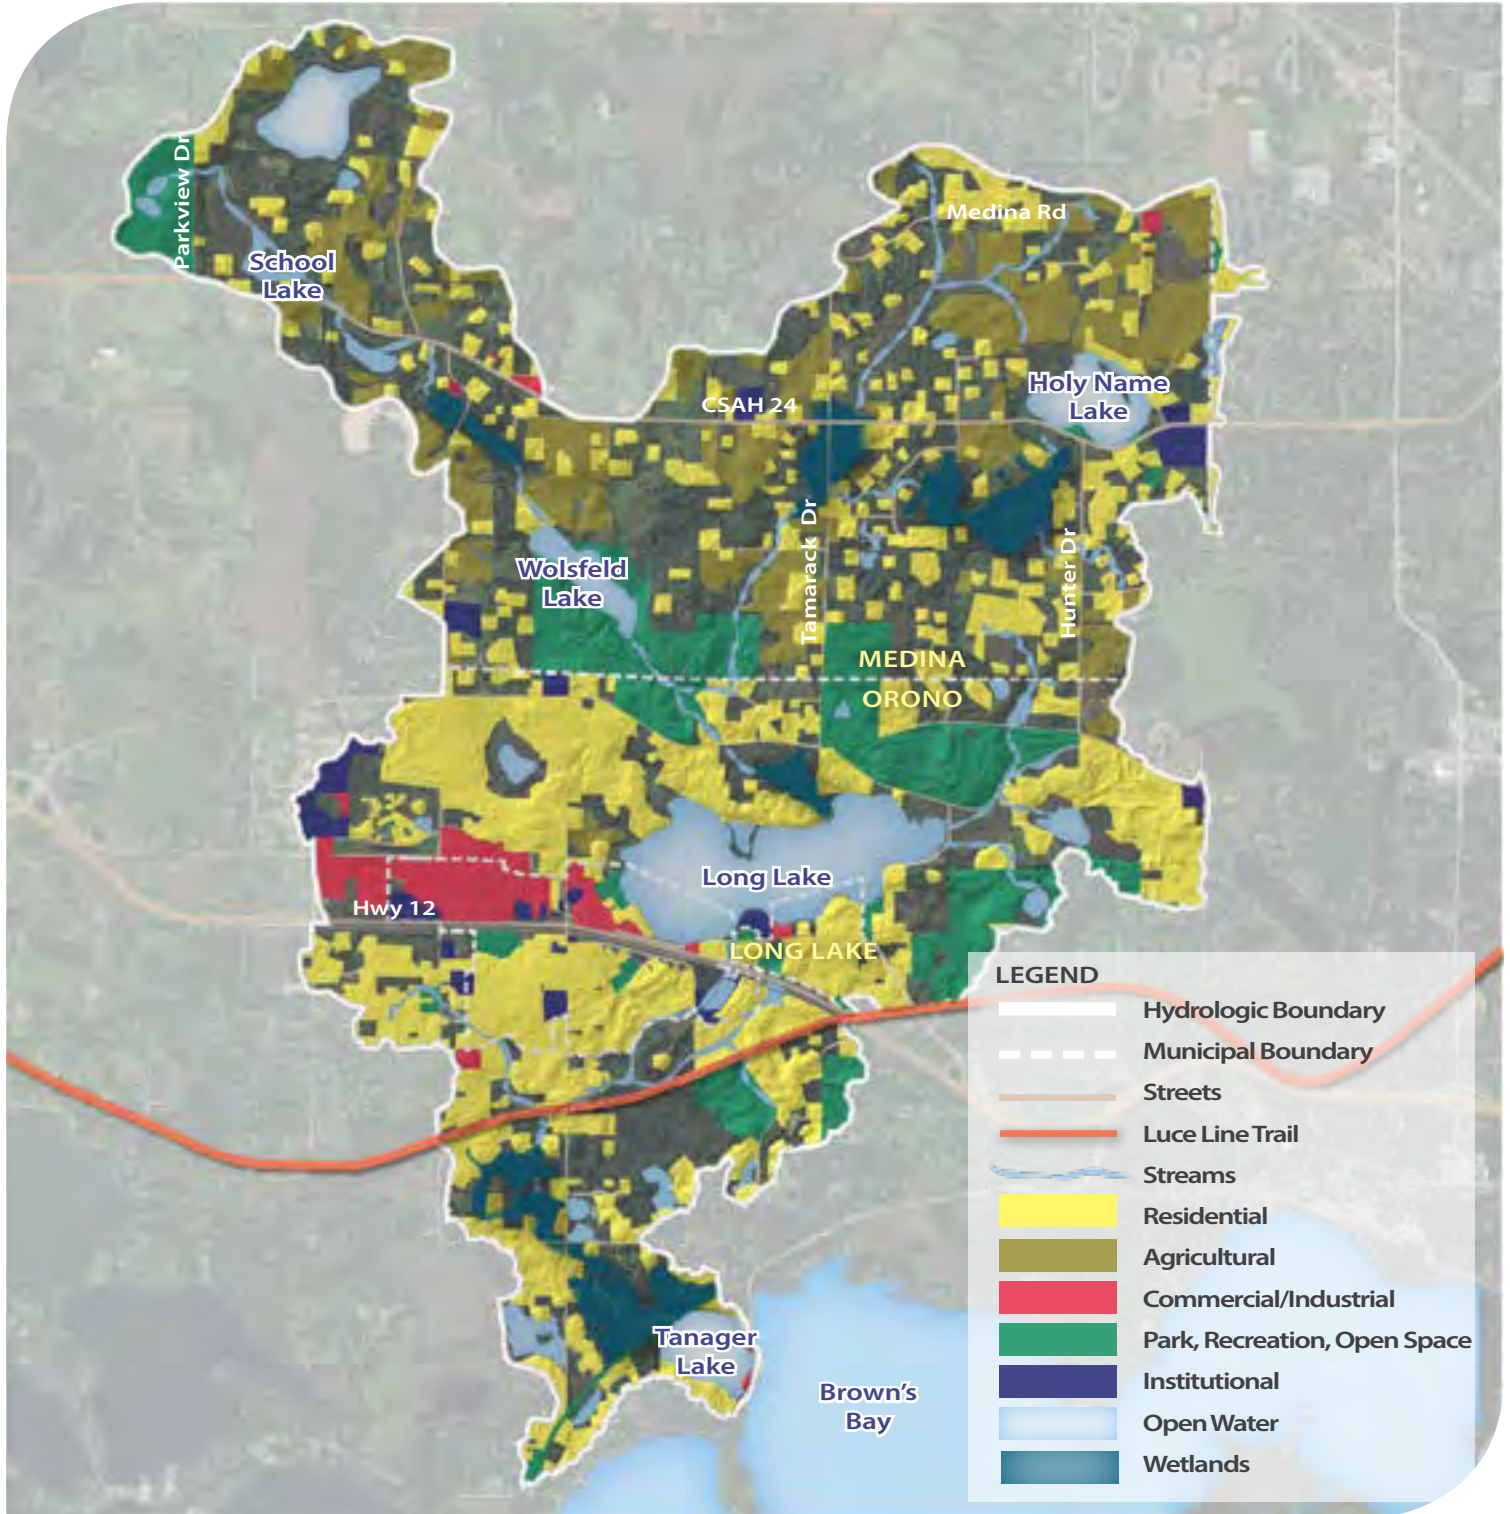 Parkview Dr
School
Lake
Medina Rd
Holy Name
Lake
CSAH 24
Tamarack Dr
Hunter Dr
Wolsfeld
Lake
MEDINA
ORONO
Long Lake
Hwy 12
LONG LAKE
Tanager
Lake
Brown's
Bay
LEGEND
Hydrologic Boundary
Municipal Boundary
Streets
Luce Line Trail
Streams
Residential
Agricultural
Commercial/Industrial
Park, Recreation, Open Space
Institutional
Open Water
Wetlands